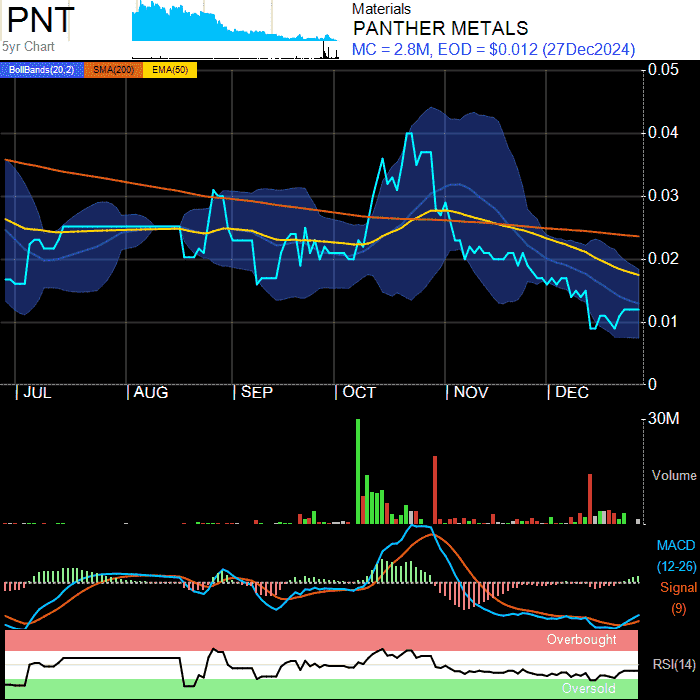 PNT
5yr Chart
Materials
PANTHER METALS
MC = 2.8M, EOD = $0.012 (27Dec2024)
BollBands(20,2) SMA(200) EMA(50)
0.05
0.04
0.03
0.02
0.01
0
JUL AUG SEP OCT NOV DEC
30M
Volume
MACD
(12-26)
Signal
(9)
Overbought
RSI(14)
Oversold